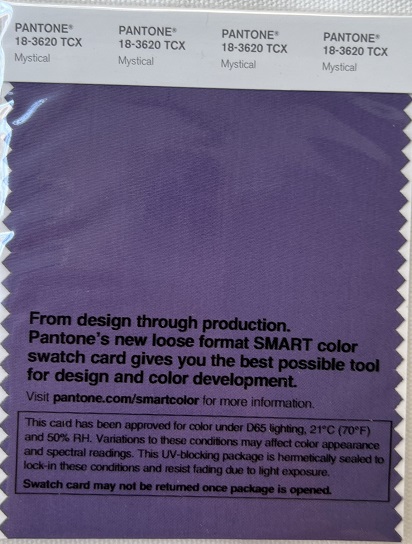 PANTONE® PANTONE® PANTONE® PANTONE®
18-3620 TCX 18-3620 TCX 18-3620 TCX 18-3620 TCX
Mystical Mystical Mystical Mystical
From design through production.
Pantone's new loose format SMART color
swatch card gives you the best possible tool
for design and color development.
Visit pantone.com/smartcolor for more information.
This card has been approved for color under D65 lighting, 21°C (70°F)
and 50% RH. Variations to these conditions may affect color appearance
and spectral readings. This UV-blocking package is hermetically sealed to
lock-in these conditions and resist fading due to light exposure.
Swatch card may not be returned once package is opened.